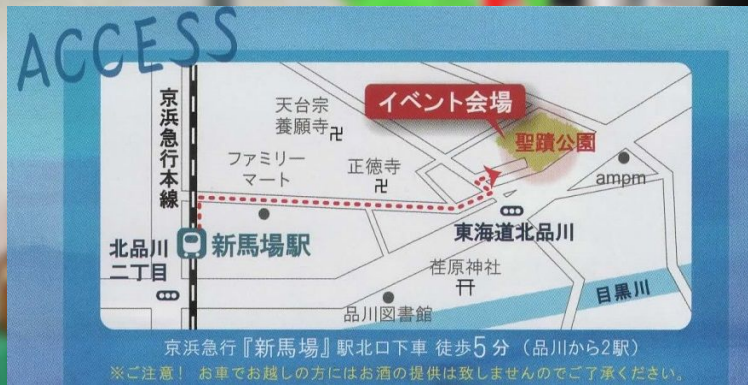 ACCESS
京浜急行本線
天台宗
養願寺
イベント会場
聖蹟公園
ファミリー
マート
正徳寺
ampm
東海道北品川
北品川
二丁目
新馬場駅
荏原神社
品川図書館
目黒川
京浜急行『新馬場』駅北口下車 徒歩5分（品川から2駅）
※ご注意！ お車でお越しの方にはお酒の提供は致しませんのでご了承ください。